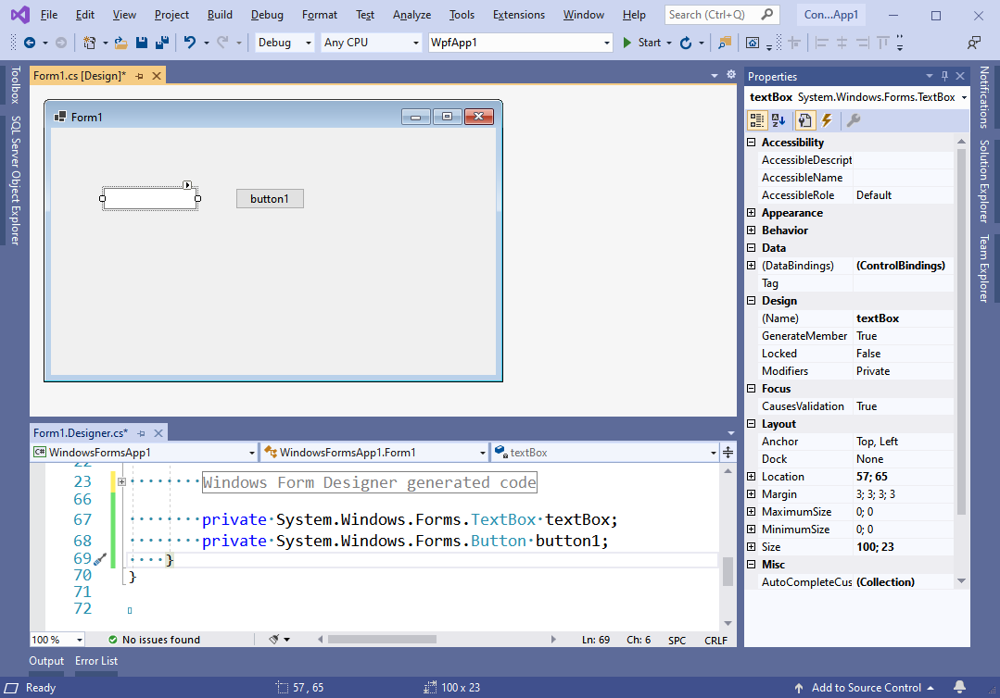 File Edit View Project Build Debug Format Test Analyze Tools Extensions Window Help Search (Ctrl+Q) Con...App1
Debug Any CPU WpfApp1 Start
Toolbox
SQL Server Object Explorer
Form1.cs [Design]*
Form1
button1
Form1.Designer.cs*
C# WindowsFormsApp1 WindowsFormsApp1.Form1 textBox
22
23 Windows Form Designer generated code
66
67 private System.Windows.Forms.TextBox textBox;
68 private System.Windows.Forms.Button button1;
69 }
70 }
71
72
100 % No issues found Ln: 69 Ch: 6 SPC CRLF
Output Error List
Properties
textBox System.Windows.Forms.TextBox
Accessibility
AccessibleDescript
AccessibleName
AccessibleRole Default
Appearance
Behavior
Data
(DataBindings) (ControlBindings)
Tag
Design
(Name) textBox
GenerateMember True
Locked False
Modifiers Private
Focus
CausesValidation True
Layout
Anchor Top, Left
Dock None
Location 57; 65
Margin 3; 3; 3; 3
MaximumSize 0; 0
MinimumSize 0; 0
Size 100; 23
Misc
AutoCompleteCus (Collection)
Notifications
Solution Explorer
Team Explorer
Ready 57 , 65 100 x 23 Add to Source Control